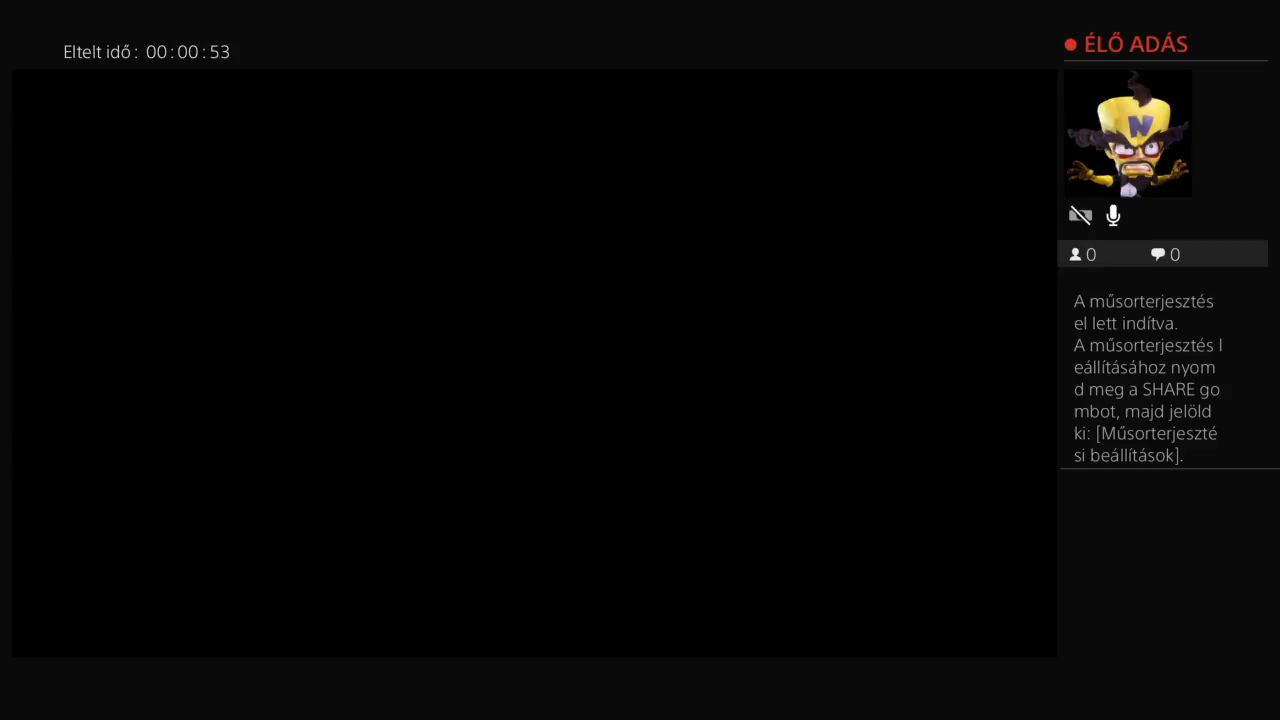 Eltelt idő : 00 : 00 : 53
ÉLŐ ADÁS
N
0 0
A műsorterjesztés
el lett indítva.
A műsorterjesztés l
eállításához nyom
d meg a SHARE go
mbot, majd jelöld
ki: [Műsorterjeszté
si beállítások].